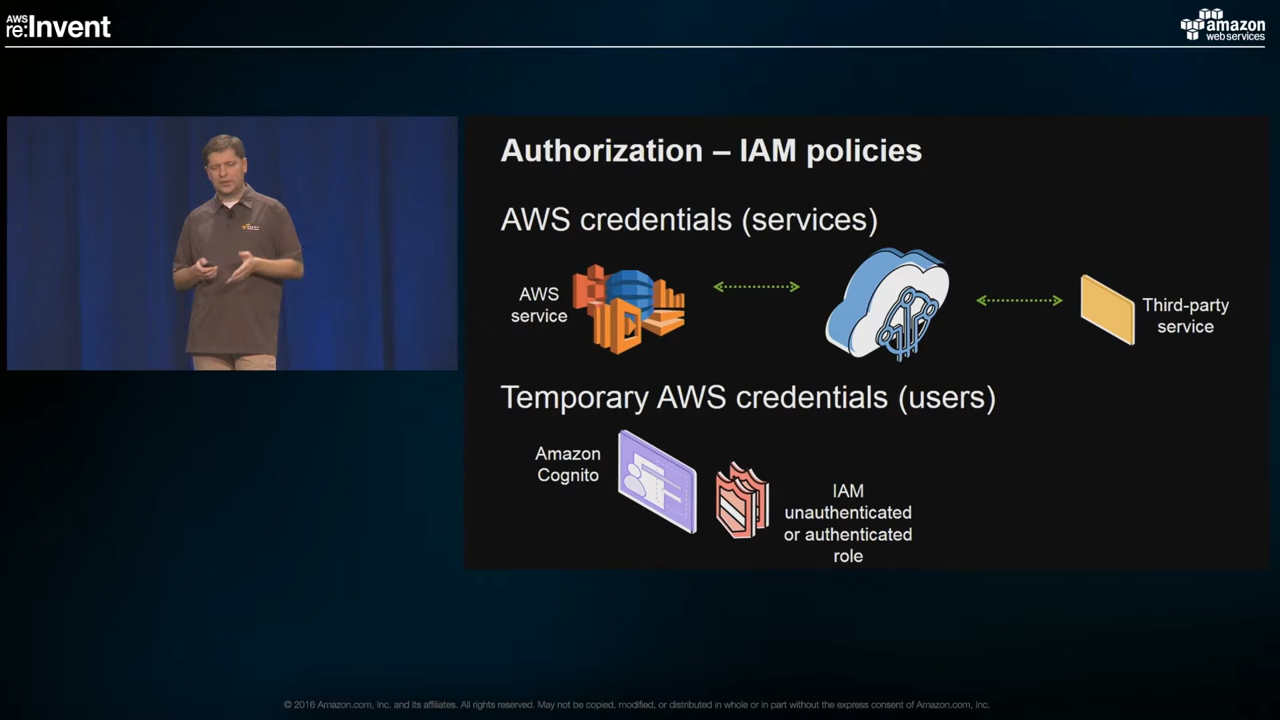 AWS
re:Invent
amazon
web services
Authorization – IAM policies
AWS credentials (services)
AWS
service
Third-party
service
Temporary AWS credentials (users)
Amazon
Cognito
IAM
unauthenticated
or authenticated
role
© 2016 Amazon.com, Inc. and its affiliates. All rights reserved. May not be copied, modified, or distributed in whole or in part without the express consent of Amazon.com, Inc.